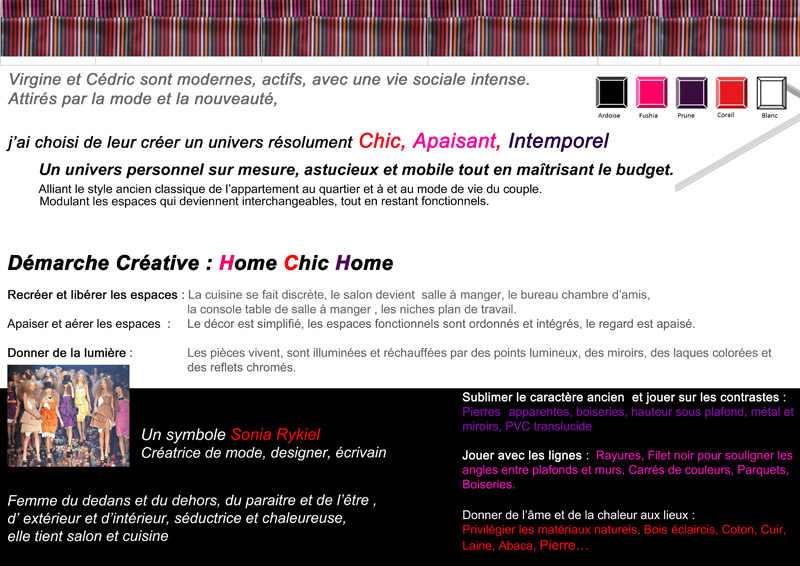 Virgine et Cédric sont modernes, actifs, avec une vie sociale intense.
Attirés par la mode et la nouveauté,
Ardoise Fushia Prune Corail Blanc
j'ai choisi de leur créer un univers résolument Chic, Apaisant, Intemporel
Un univers personnel sur mesure, astucieux et mobile tout en maîtrisant le budget.
Alliant le style ancien classique de l'appartement au quartier et à et au mode de vie du couple.
Modulant les espaces qui deviennent interchangeables, tout en restant fonctionnels.
Démarche Créative : Home Chic Home
Recréer et libérer les espaces : La cuisine se fait discrète, le salon devient salle à manger, le bureau chambre d'amis,
la console table de salle à manger , les niches plan de travail.
Apaiser et aérer les espaces : Le décor est simplifié, les espaces fonctionnels sont ordonnés et intégrés, le regard est apaisé.
Donner de la lumière : Les pièces vivent, sont illuminées et réchauffées par des points lumineux, des miroirs, des laques colorées et
des reflets chromés.
Un symbole Sonia Rykiel
Créatrice de mode, designer, écrivain
Femme du dedans et du dehors, du paraitre et de l'être ,
d' extérieur et d'intérieur, séductrice et chaleureuse,
elle tient salon et cuisine
Sublimer le caractère ancien et jouer sur les contrastes :
Pierres apparentes, boiseries, hauteur sous plafond, métal et
miroirs, PVC translucide
Jouer avec les lignes : Rayures, Filet noir pour souligner les
angles entre plafonds et murs, Carrés de couleurs, Parquets,
Boiseries.
Donner de l'âme et de la chaleur aux lieux :
Privilégier les matériaux naturels, Bois éclaircis, Coton, Cuir,
Laine, Abaca, Pierre…